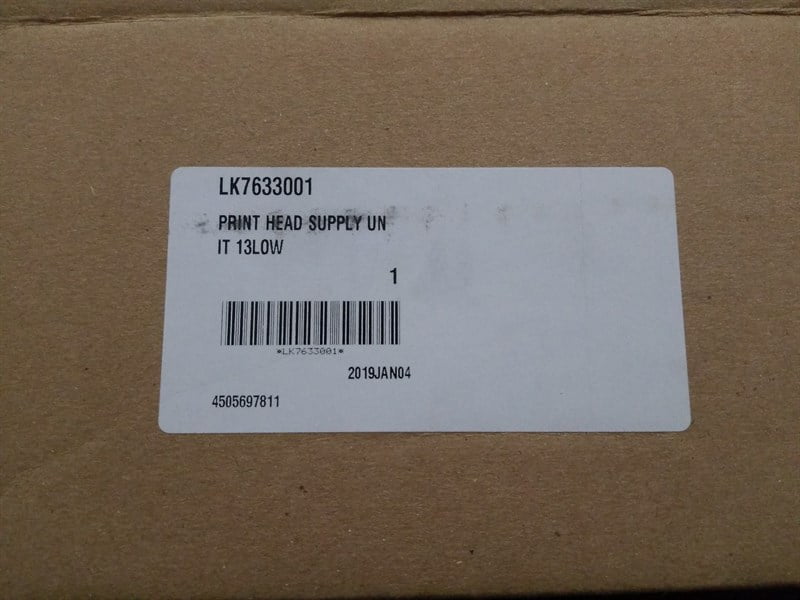 LK7633001
PRINT HEAD SUPPLY UN
IT 13LOW
1
*LK7633001*
2019JAN04
4505697811